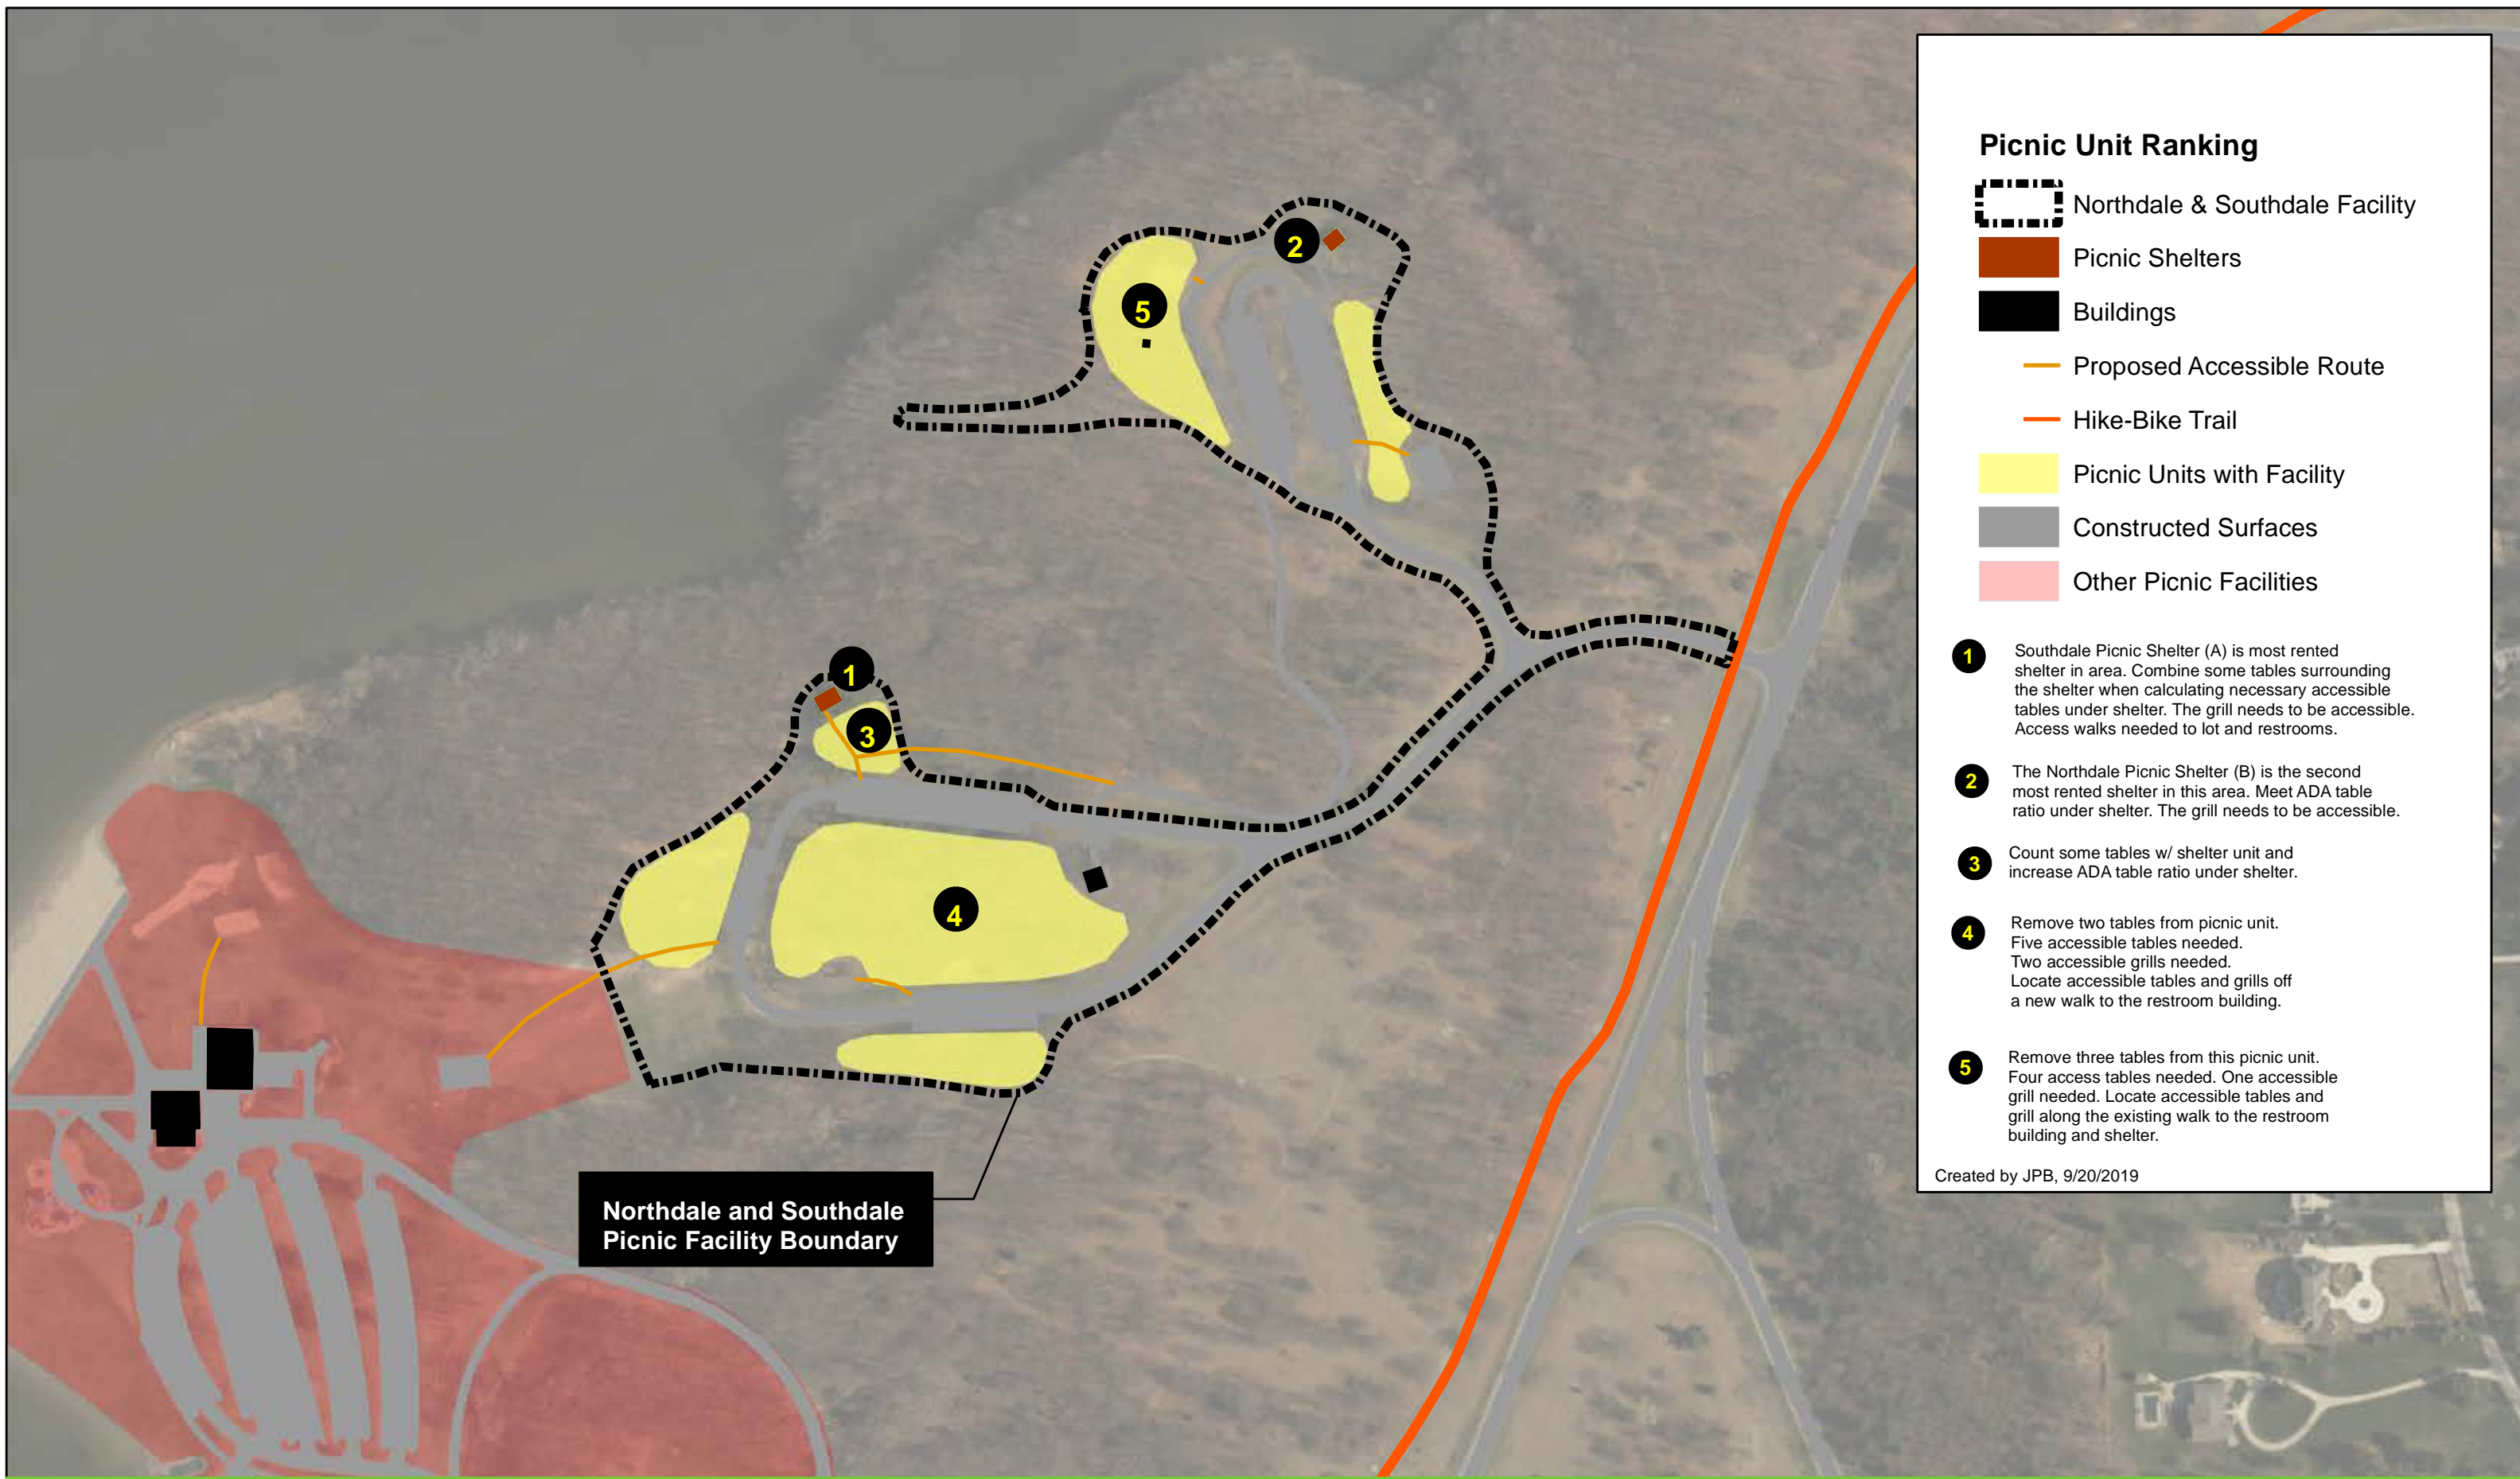 2
5
1
3
4
Northdale and Southdale
Picnic Facility Boundary
Picnic Unit Ranking
Northdale & Southdale Facility
Picnic Shelters
Buildings
Proposed Accessible Route
Hike-Bike Trail
Picnic Units with Facility
Constructed Surfaces
Other Picnic Facilities
1 Southdale Picnic Shelter (A) is most rented
shelter in area. Combine some tables surrounding
the shelter when calculating necessary accessible
tables under shelter. The grill needs to be accessible.
Access walks needed to lot and restrooms.
2 The Northdale Picnic Shelter (B) is the second
most rented shelter in this area. Meet ADA table
ratio under shelter. The grill needs to be accessible.
3 Count some tables w/ shelter unit and
increase ADA table ratio under shelter.
4 Remove two tables from picnic unit.
Five accessible tables needed.
Two accessible grills needed.
Locate accessible tables and grills off
a new walk to the restroom building.
5 Remove three tables from this picnic unit.
Four access tables needed. One accessible
grill needed. Locate accessible tables and
grill along the existing walk to the restroom
building and shelter.
Created by JPB, 9/20/2019